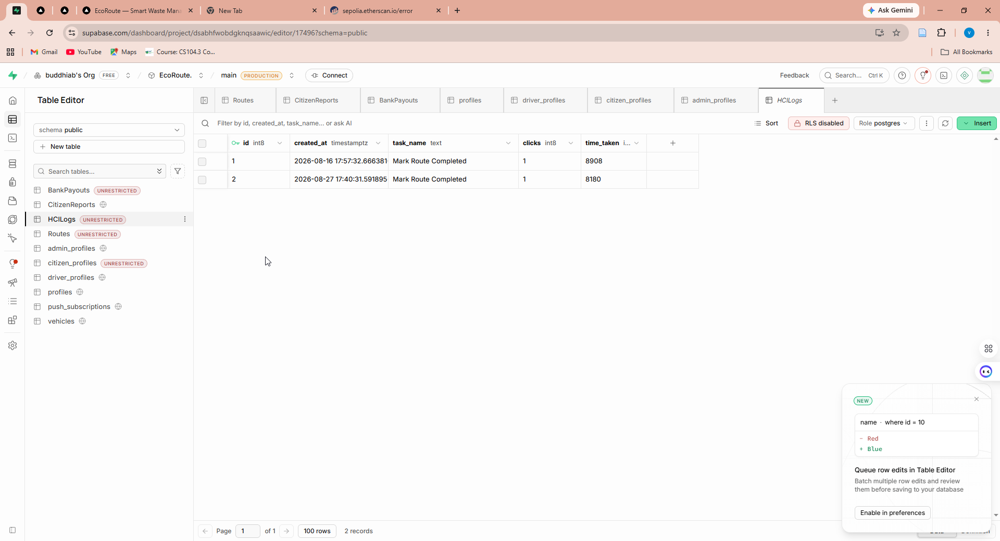 EcoRoute — Smart Waste Mana
New Tab
sepolia.etherscan.io/error
Ask Gemini
supabase.com/dashboard/project/dsabhfwobdgknqsaawic/editor/17496?schema=public
V
Gmail
YouTube
Maps
Course: CS104.3 Co...
All Bookmarks
buddhiab's Org FREE
EcoRoute.
main PRODUCTION
Connect
Feedback
Search... Ctrl K
Table Editor
Routes
CitizenReports
BankPayouts
profiles
driver_profiles
citizen_profiles
admin_profiles
HCILogs
schema public
New table
Search tables...
BankPayouts UNRESTRICTED
CitizenReports
HCILogs UNRESTRICTED
Routes UNRESTRICTED
admin_profiles
citizen_profiles UNRESTRICTED
driver_profiles
profiles
push_subscriptions
vehicles
Filter by id, created_at, task_name... or ask AI
Sort
RLS disabled
Role postgres
Insert
id int8 created_at timestamptz task_name text clicks int8 time_taken i...
1 2026-08-16 17:57:32.666381 Mark Route Completed 1 8908
2 2026-08-27 17:40:31.591895 Mark Route Completed 1 8180
NEW
name · where id = 10
- Red
+ Blue
Queue row edits in Table Editor
Batch multiple row edits and review
them before saving to your database
Enable in preferences
Page 1 of 1 100 rows 2 records